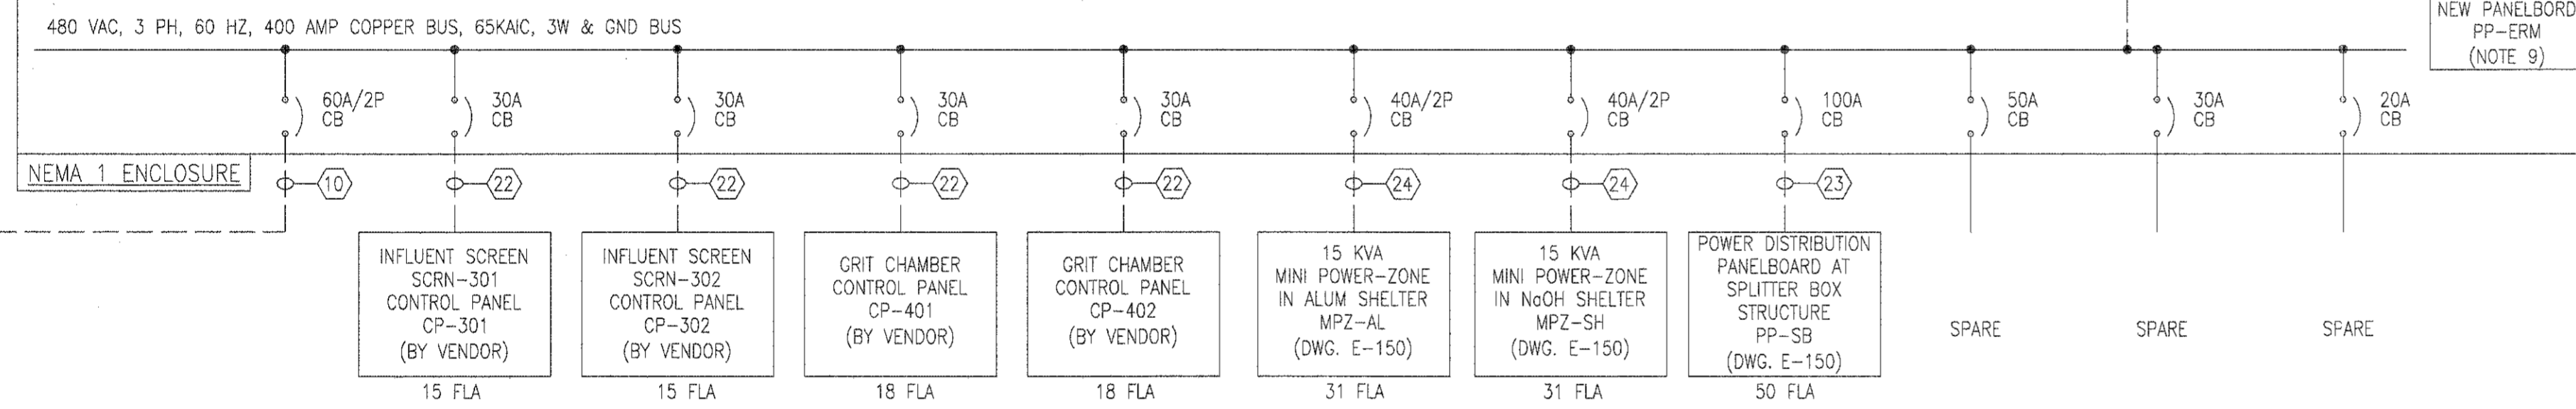 480 VAC, 3 PH, 60 HZ, 400 AMP COPPER BUS, 65KAIC, 3W & GND BUS
NEW PANELBORD
PP-ERM
(NOTE 9)
60A/2P
CB
30A
CB
30A
CB
30A
CB
30A
CB
40A/2P
CB
40A/2P
CB
100A
CB
50A
CB
30A
CB
20A
CB
NEMA 1 ENCLOSURE
10
22
22
22
22
24
24
23
INFLUENT SCREEN
SCRN-301
CONTROL PANEL
CP-301
(BY VENDOR)
15 FLA
INFLUENT SCREEN
SCRN-302
CONTROL PANEL
CP-302
(BY VENDOR)
15 FLA
GRIT CHAMBER
CONTROL PANEL
CP-401
(BY VENDOR)
18 FLA
GRIT CHAMBER
CONTROL PANEL
CP-402
(BY VENDOR)
18 FLA
15 KVA
MINI POWER-ZONE
IN ALUM SHELTER
MPZ-AL
(DWG. E-150)
31 FLA
15 KVA
MINI POWER-ZONE
IN NaOH SHELTER
MPZ-SH
(DWG. E-150)
31 FLA
POWER DISTRIBUTION
PANELBOARD AT
SPLITTER BOX
STRUCTURE
PP-SB
(DWG. E-150)
50 FLA
SPARE
SPARE
SPARE